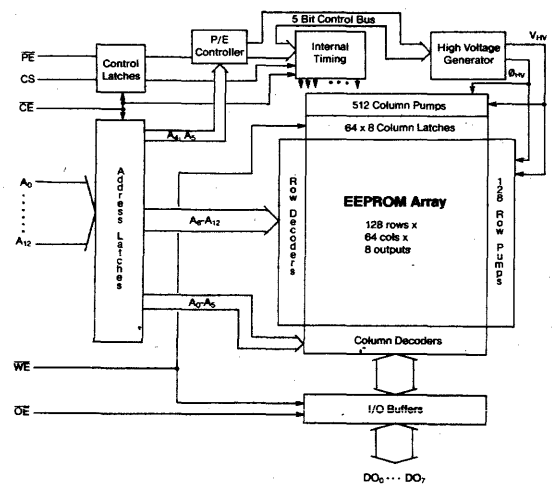 5 Bit Control Bus
P/E
Controller
Internal
Timing
High Voltage
Generator
VHV
ØHV
PE
CS
CE
Control
Latches
512 Column Pumps
64 x 8 Column Latches
A4, A5
Address Latches
A0
A12
A6-A12
Row Decoders
EEPROM Array
128 rows x
64 cols x
8 outputs
128 Row Pumps
A0-A5
Column Decoders
WE
OE
I/O Buffers
DO0 ··· DO7